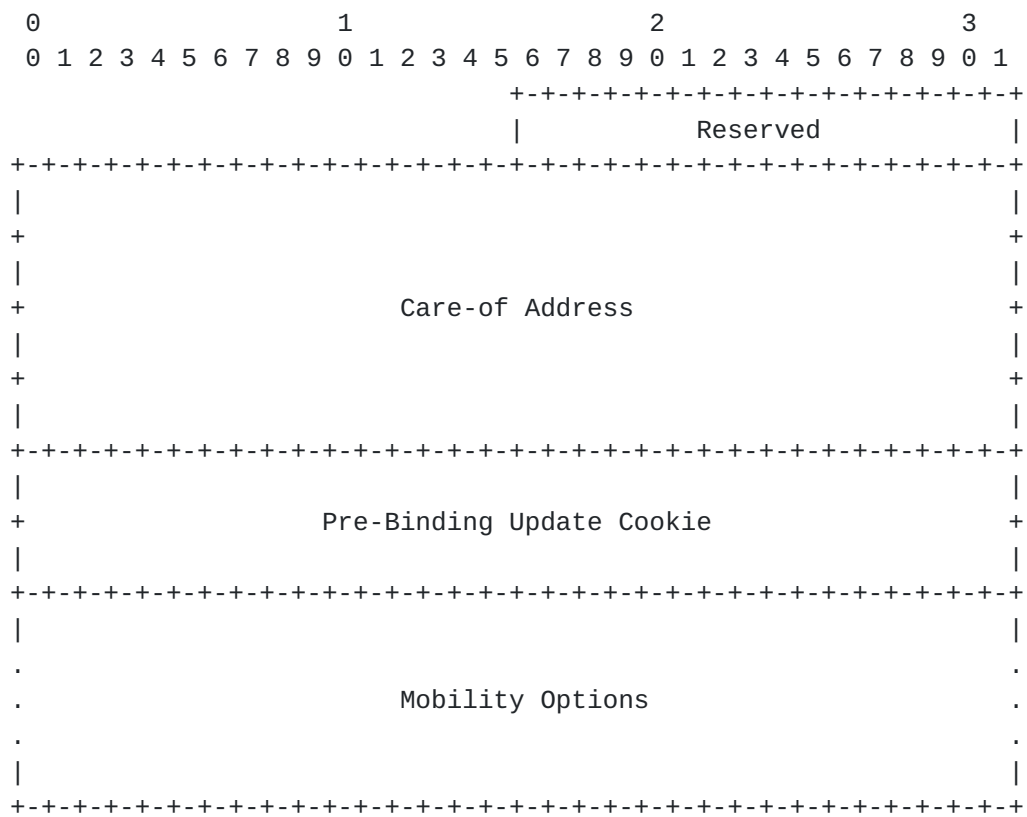 0                   1                   2                   3
 0 1 2 3 4 5 6 7 8 9 0 1 2 3 4 5 6 7 8 9 0 1 2 3 4 5 6 7 8 9 0 1
                                +-+-+-+-+-+-+-+-+-+-+-+-+-+-+-+-+
                                |           Reserved            |
+-+-+-+-+-+-+-+-+-+-+-+-+-+-+-+-+-+-+-+-+-+-+-+-+-+-+-+-+-+-+-+-+
|                                                               |
+                                                               +
|                                                               |
+                        Care-of Address                        +
|                                                               |
+                                                               +
|                                                               |
+-+-+-+-+-+-+-+-+-+-+-+-+-+-+-+-+-+-+-+-+-+-+-+-+-+-+-+-+-+-+-+-+
|                                                               |
+                   Pre-Binding Update Cookie                   +
|                                                               |
+-+-+-+-+-+-+-+-+-+-+-+-+-+-+-+-+-+-+-+-+-+-+-+-+-+-+-+-+-+-+-+-+
|                                                               |
.                                                               .
.                        Mobility Options                       .
.                                                               .
|                                                               |
+-+-+-+-+-+-+-+-+-+-+-+-+-+-+-+-+-+-+-+-+-+-+-+-+-+-+-+-+-+-+-+-+